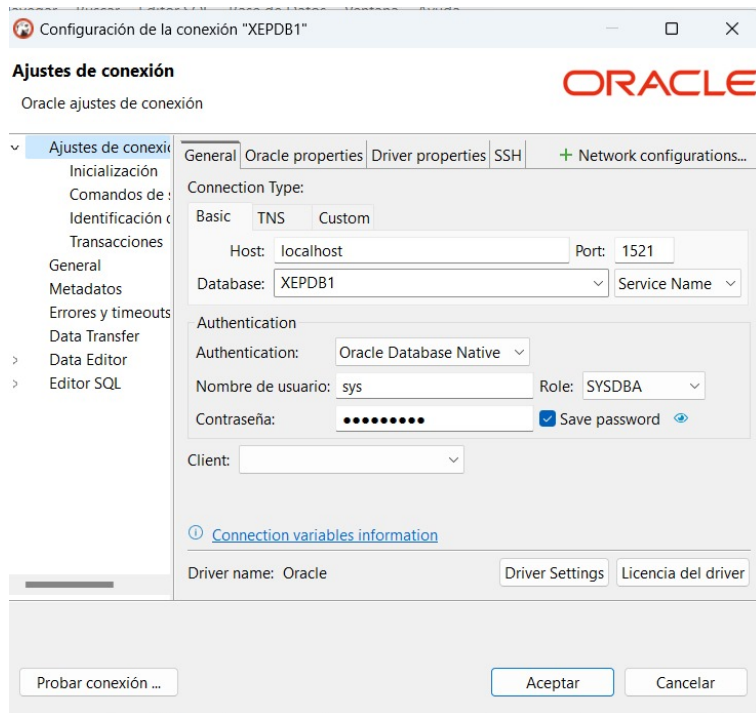 Configuración de la conexión "XEPDB1"
Ajustes de conexión
Oracle ajustes de conexión
ORACLE
Ajustes de
Inicialización
Comandos de
Identificación
Transacciones
General
Metadatos
Errores y timeouts
Data Transfer
Data Editor
Editor SQL
General Oracle properties Driver properties SSH + Network configurations...
Connection Type:
Basic TNS Custom
Host: localhost Port: 1521
Database: XEPDB1 Service Name
Authentication
Authentication: Oracle Database Native
Nombre de usuario: sys Role: SYSDBA
Contraseña: ●●●●●●●●● Save password
Client:
Connection variables information
Driver name: Oracle Driver Settings Licencia del driver
Probar conexión ... Aceptar Cancelar